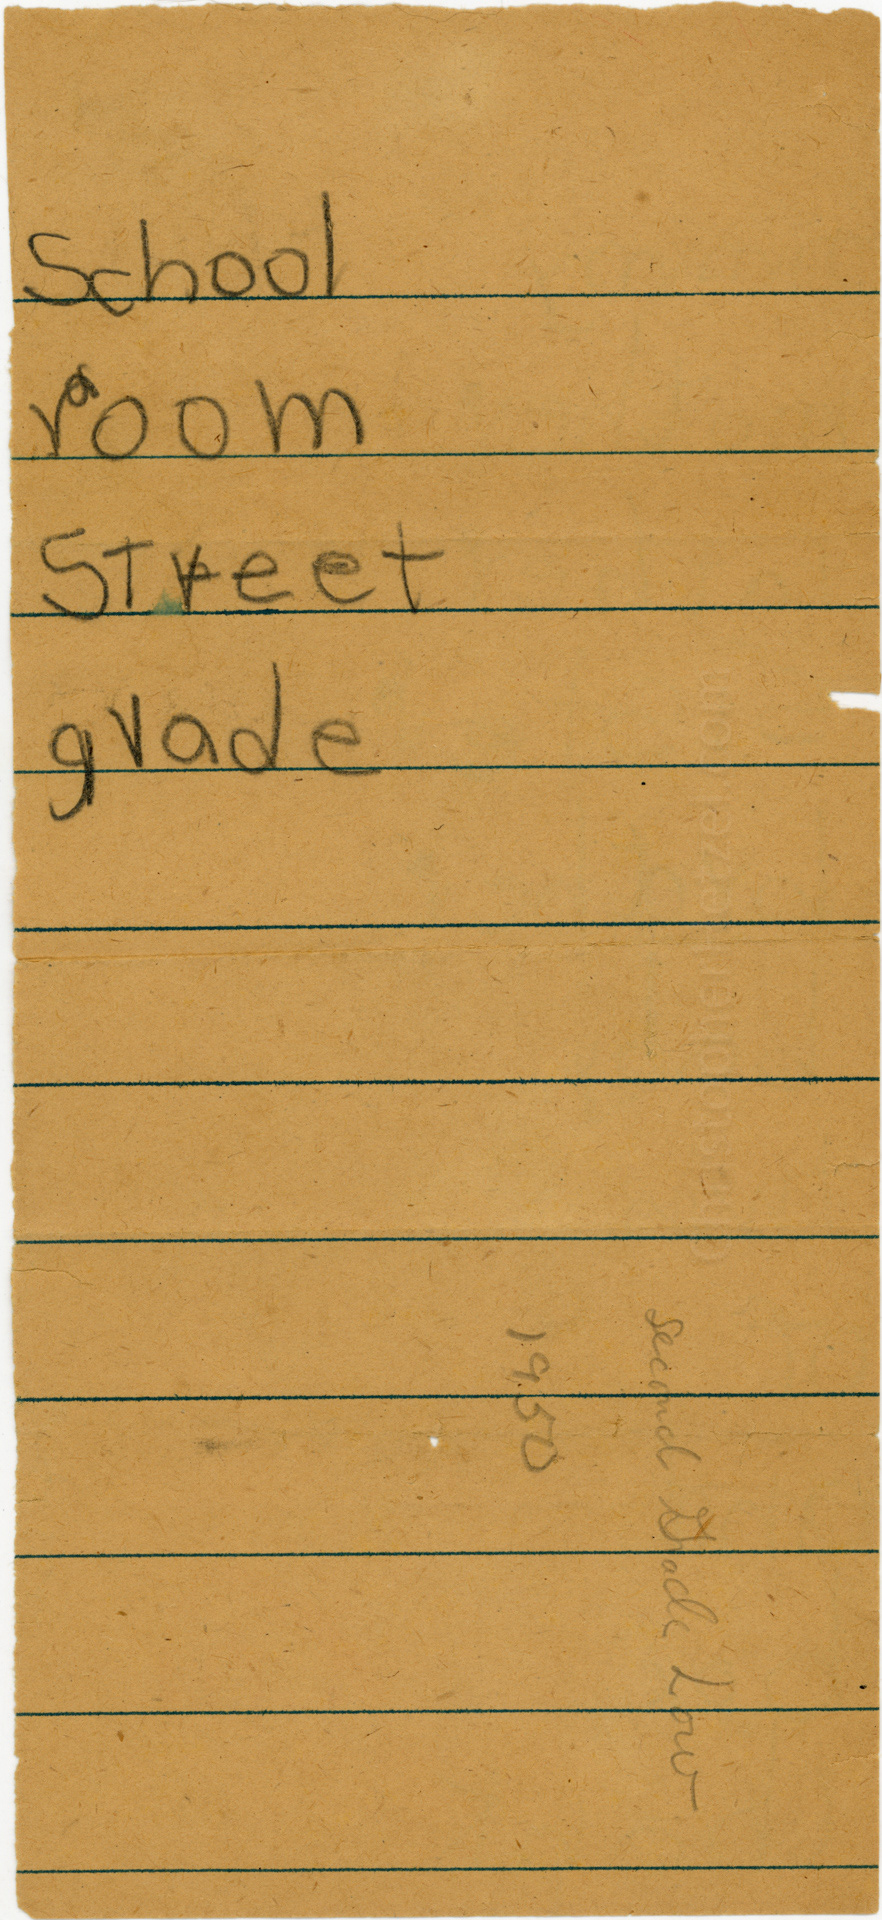 School
room
Street
grade
Second Grade Low
1950